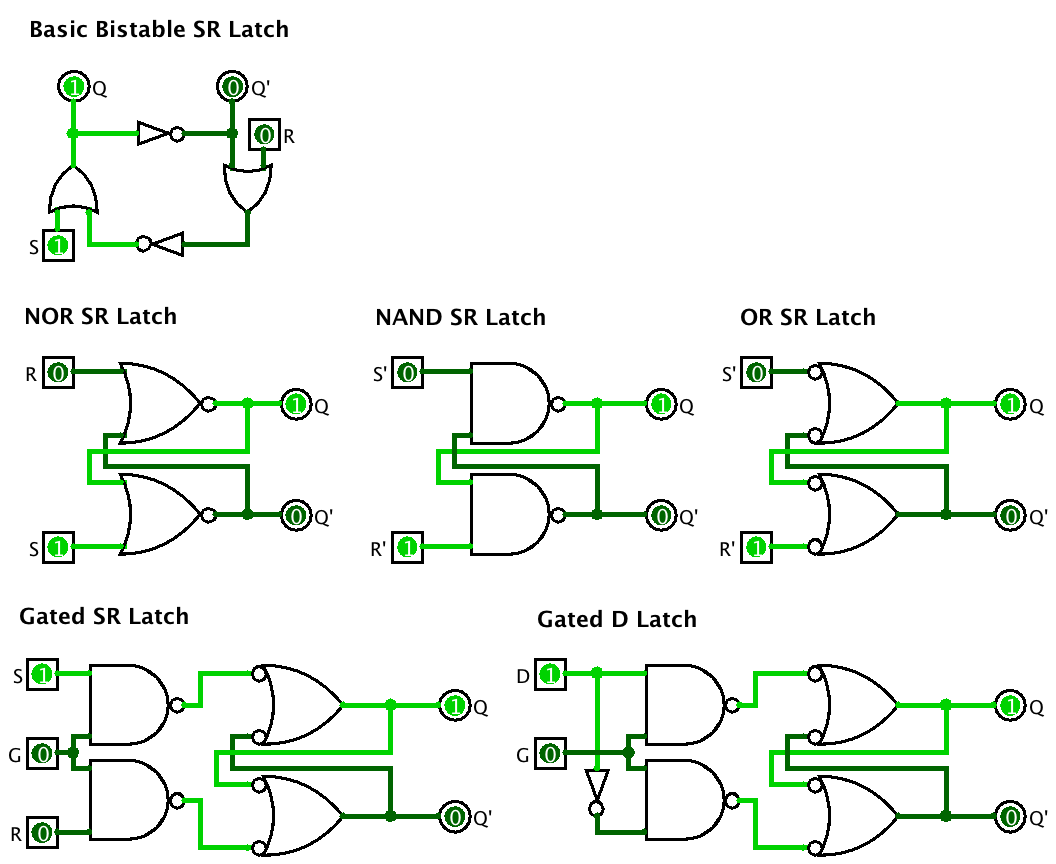 Basic Bistable SR Latch
1 Q 0 Q'
0 R
S 1
NOR SR Latch NAND SR Latch OR SR Latch
R 0 S' 0 S' 0
1 Q 1 Q 1 Q
0 Q' 0 Q' 0 Q'
S 1 R' 1 R' 1
Gated SR Latch Gated D Latch
S 1 D 1
1 Q 1 Q
G 0 G 0
0 Q' 0 Q'
R 0